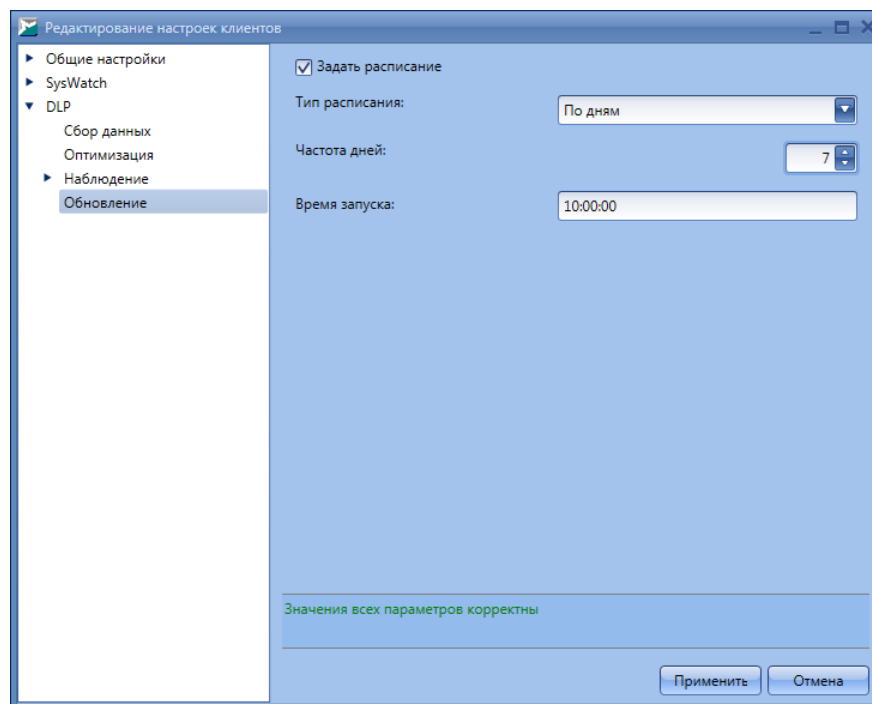 Редактирование настроек клиентов
Общие настройки
SysWatch
DLP
Сбор данных
Оптимизация
Наблюдение
Обновление
Задать расписание
Тип расписания: По дням
Частота дней: 7
Время запуска: 10:00:00
Значения всех параметров корректны
Применить Отмена